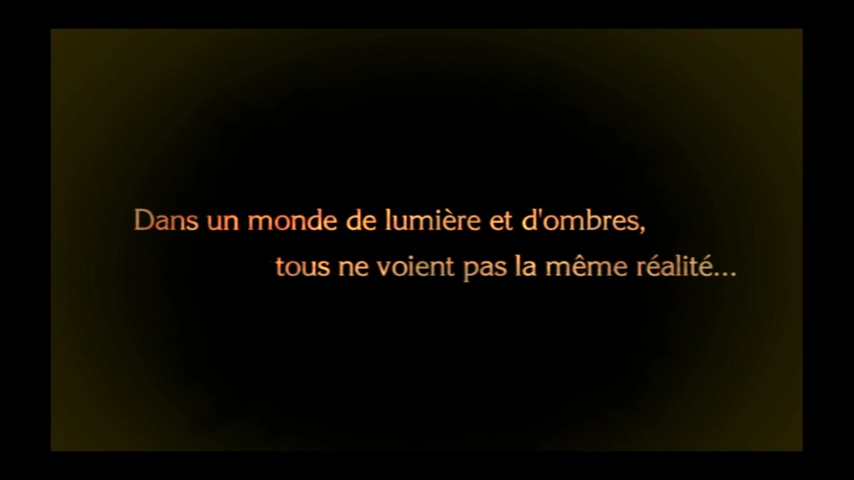 Dans un monde de lumière et d'ombres,
tous ne voient pas la même réalité...